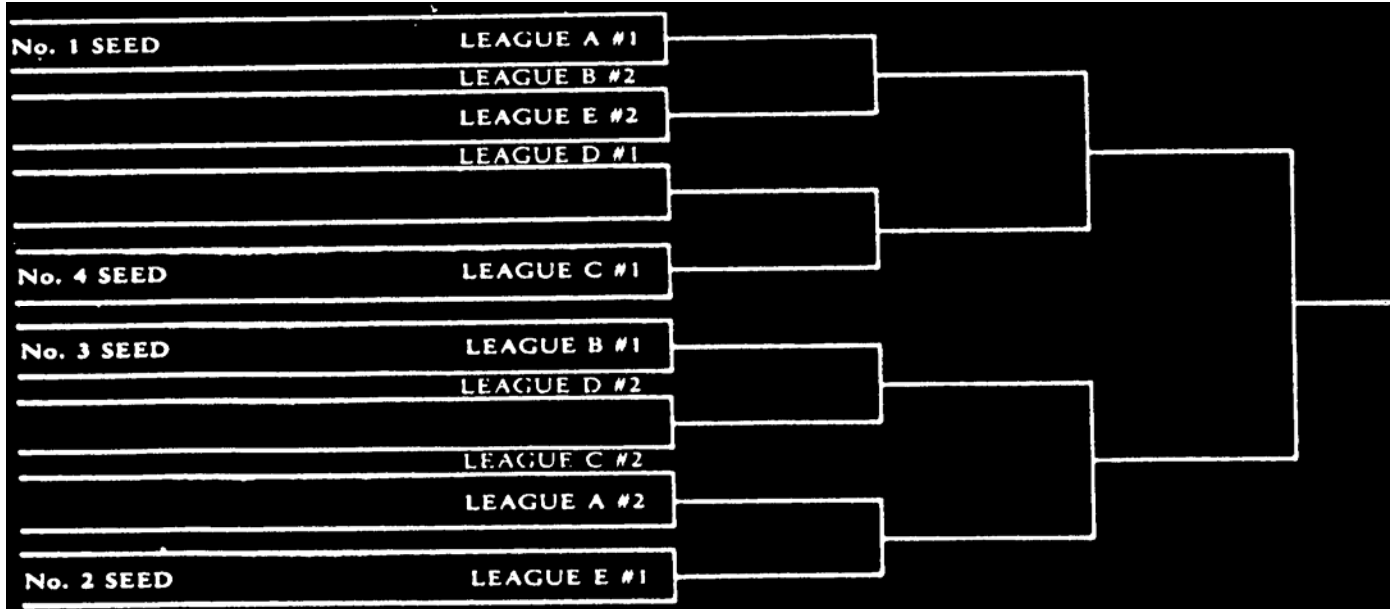 No. 1 SEED LEAGUE A #1
LEAGUE B #2
LEAGUE E #2
LEAGUE D #1
No. 4 SEED LEAGUE C #1
No. 3 SEED LEAGUE B #1
LEAGUE D #2
LEAGUE C #2
LEAGUE A #2
No. 2 SEED LEAGUE E #1